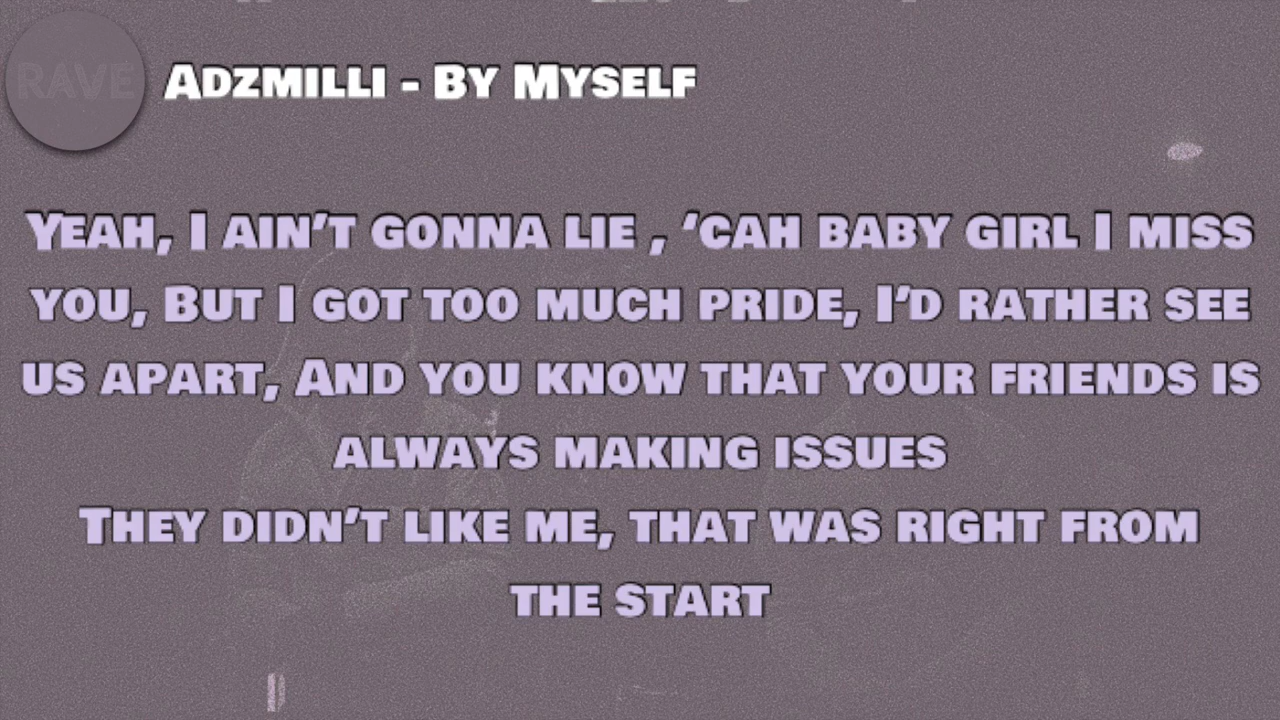 RAVE
Adzmilli - By Myself
Yeah, I ain’t gonna lie , ‘cah baby girl I miss
you, But I got too much pride, I’d rather see
us apart, And you know that your friends is
always making issues
They didn’t like me, that was right from
the start